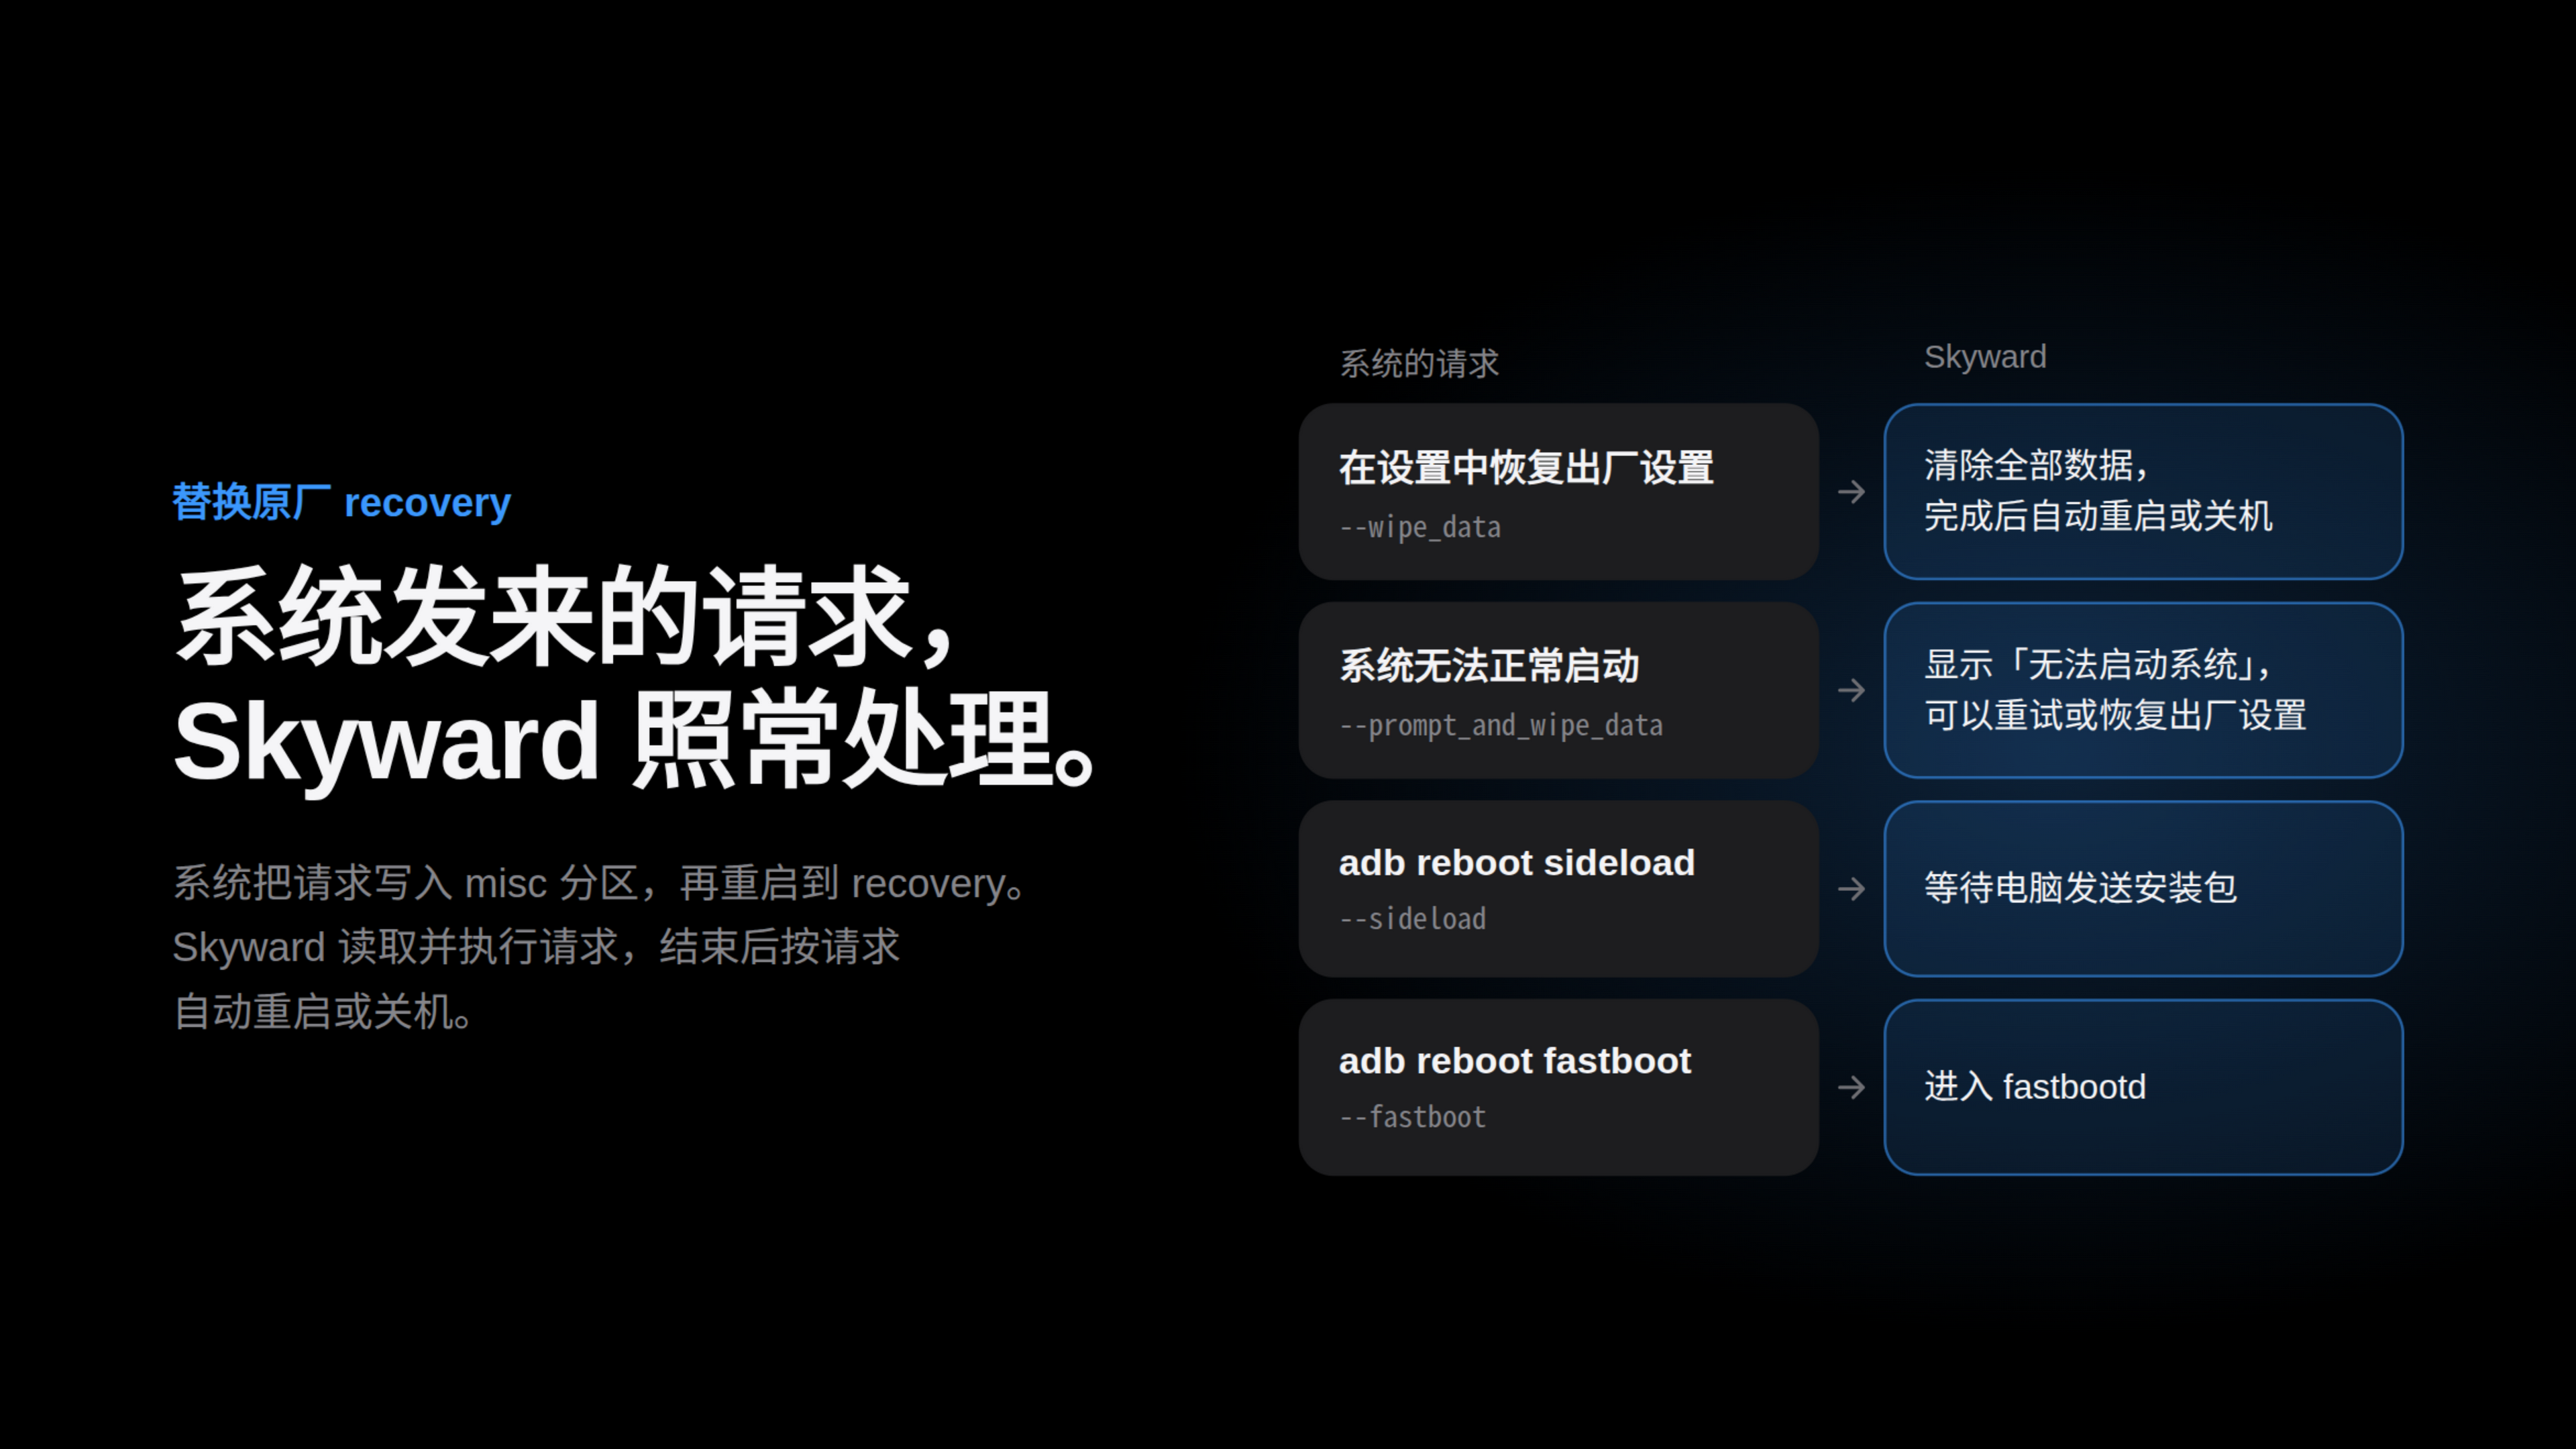 替换原厂 recovery
系统发来的请求，
Skyward 照常处理。
系统把请求写入 misc 分区，再重启到 recovery。
Skyward 读取并执行请求，结束后按请求
自动重启或关机。
系统的请求
Skyward
在设置中恢复出厂设置
--wipe_data
清除全部数据，
完成后自动重启或关机
系统无法正常启动
--prompt_and_wipe_data
显示「无法启动系统」，
可以重试或恢复出厂设置
adb reboot sideload
--sideload
等待电脑发送安装包
adb reboot fastboot
--fastboot
进入 fastbootd